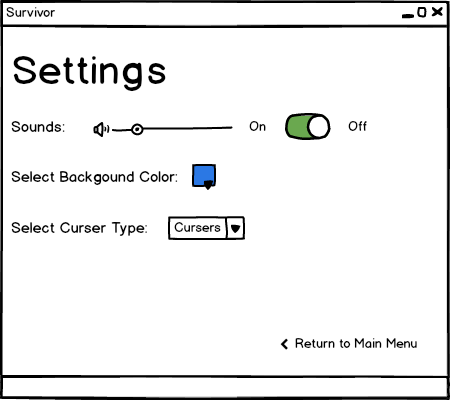 Survivor
Settings
Sounds: On Off
Select Backgound Color:
Select Curser Type: Cursers
Return to Main Menu